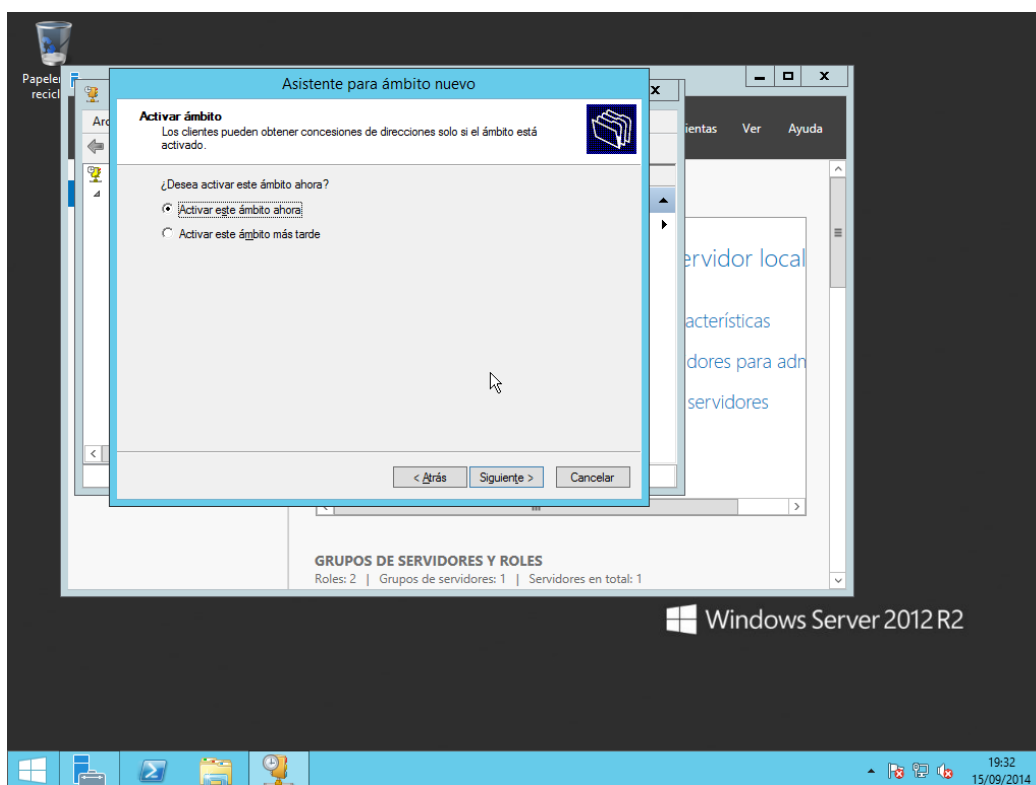 Papele
recicl
Asistente para ámbito nuevo
Arc
Activar ámbito
Los clientes pueden obtener concesiones de direcciones solo si el ámbito está
activado.
ientas Ver Ayuda
¿Desea activar este ámbito ahora?
Activar este ámbito ahora
Activar este ámbito más tarde
ervidor local
acterísticas
dores para adn
servidores
< Atrás Siguiente > Cancelar
GRUPOS DE SERVIDORES Y ROLES
Roles: 2 | Grupos de servidores: 1 | Servidores en total: 1
Windows Server 2012 R2
19:32
15/09/2014